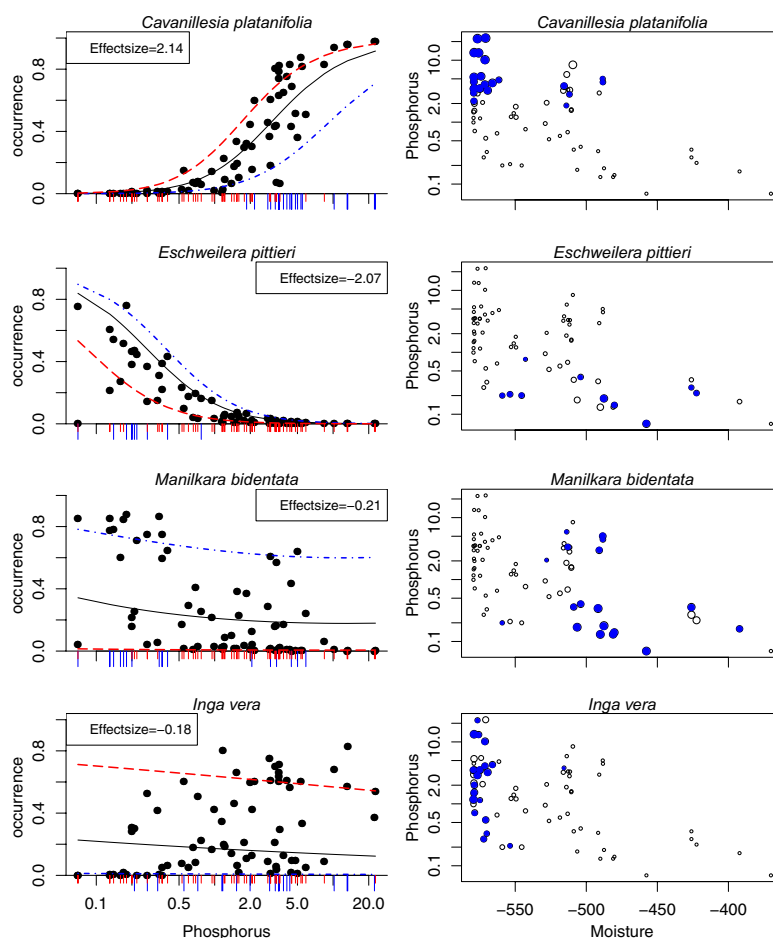 Cavanillesia platanifolia
Effectsize=2.14
occurrence
0.0 0.4 0.8
Cavanillesia platanifolia
Phosphorus
0.1 0.5 2.0 10.0
Eschweilera pittieri
Effectsize=−2.07
occurrence
0.0 0.4 0.8
Eschweilera pittieri
Phosphorus
0.1 0.5 2.0 10.0
Manilkara bidentata
Effectsize=−0.21
occurrence
0.0 0.4 0.8
Manilkara bidentata
Phosphorus
0.1 0.5 2.0 10.0
Inga vera
Effectsize=−0.18
occurrence
0.0 0.4 0.8
0.1 0.5 2.0 5.0 20.0
Phosphorus
Inga vera
Phosphorus
0.1 0.5 2.0 10.0
−550 −500 −450 −400
Moisture